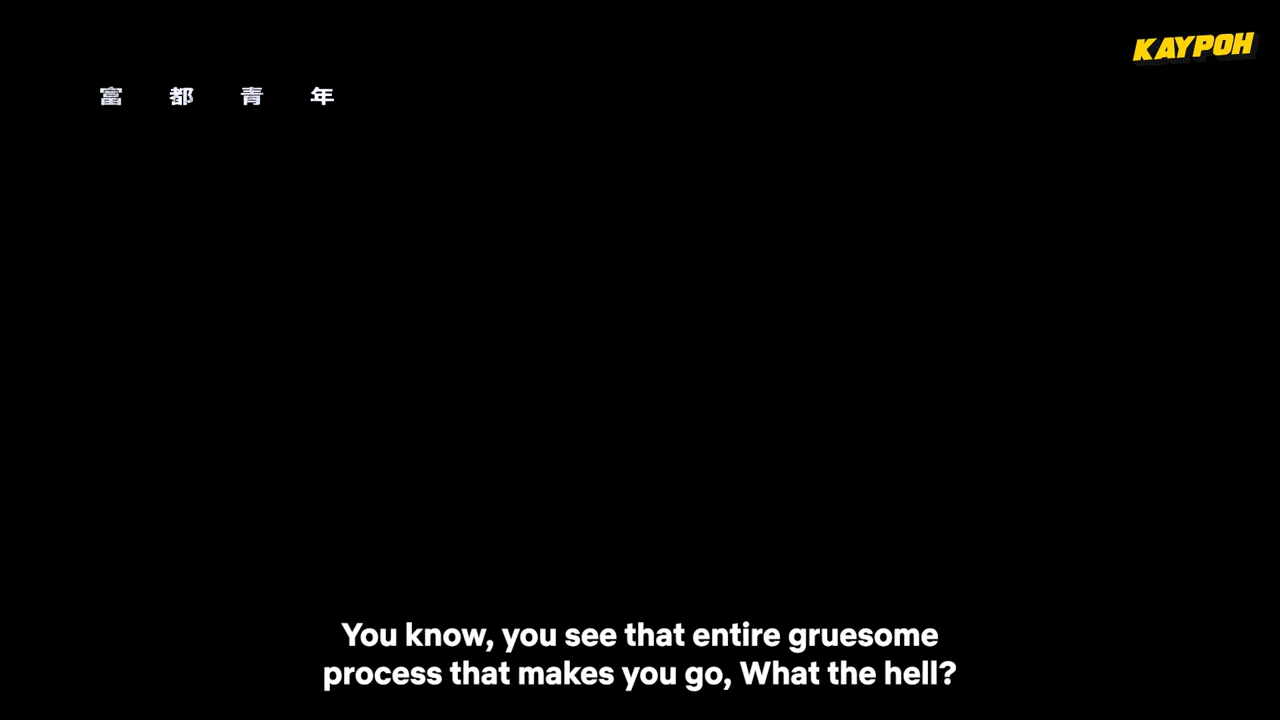 KAYPOH
富都青年
You know, you see that entire gruesome
process that makes you go, What the hell?